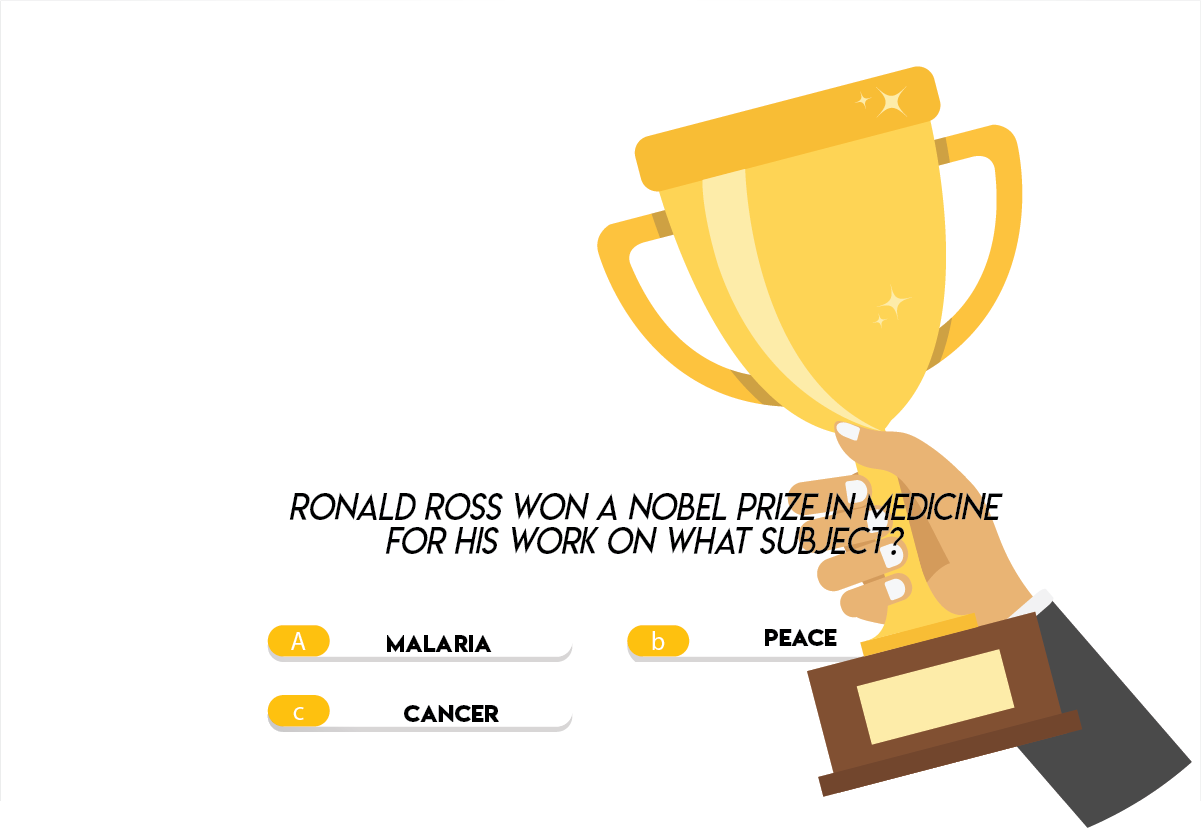 RONALD ROSS WON A NOBEL PRIZE IN MEDICINE
FOR HIS WORK ON WHAT SUBJECT?
A MALARIA
b PEACE
c CANCER